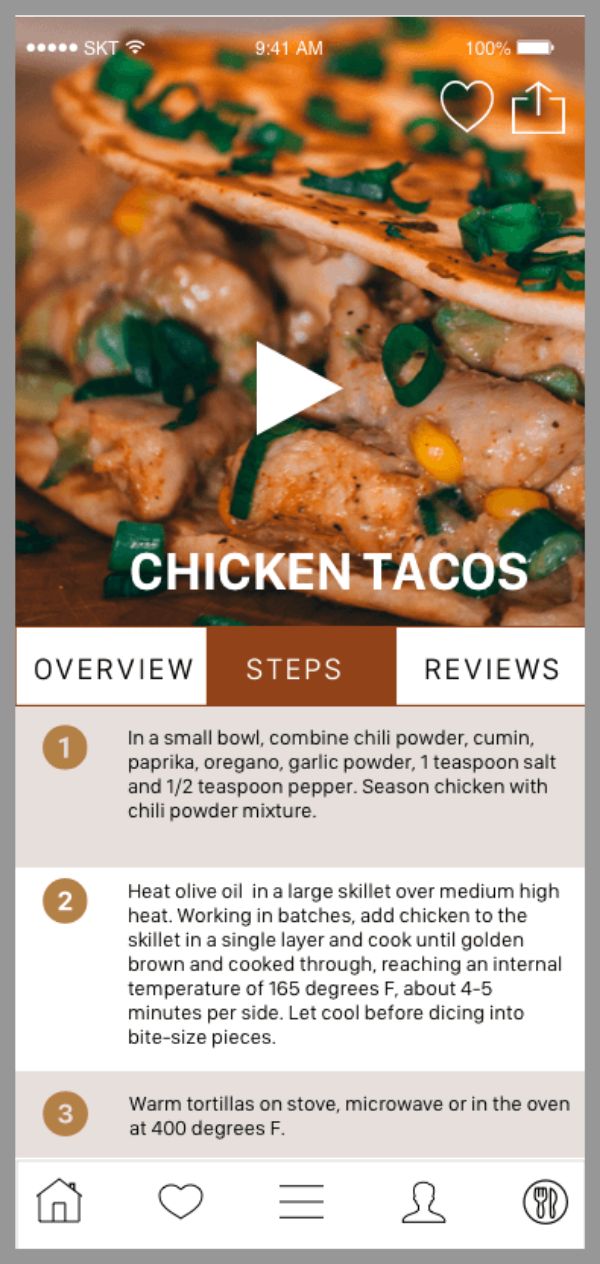 SKT 9:41 AM 100%
CHICKEN TACOS
OVERVIEW STEPS REVIEWS
1
In a small bowl, combine chili powder, cumin,
paprika, oregano, garlic powder, 1 teaspoon salt
and 1/2 teaspoon pepper. Season chicken with
chili powder mixture.
2
Heat olive oil  in a large skillet over medium high
heat. Working in batches, add chicken to the
skillet in a single layer and cook until golden
brown and cooked through, reaching an internal
temperature of 165 degrees F, about 4-5
minutes per side. Let cool before dicing into
bite-size pieces.
3
Warm tortillas on stove, microwave or in the oven
at 400 degrees F.